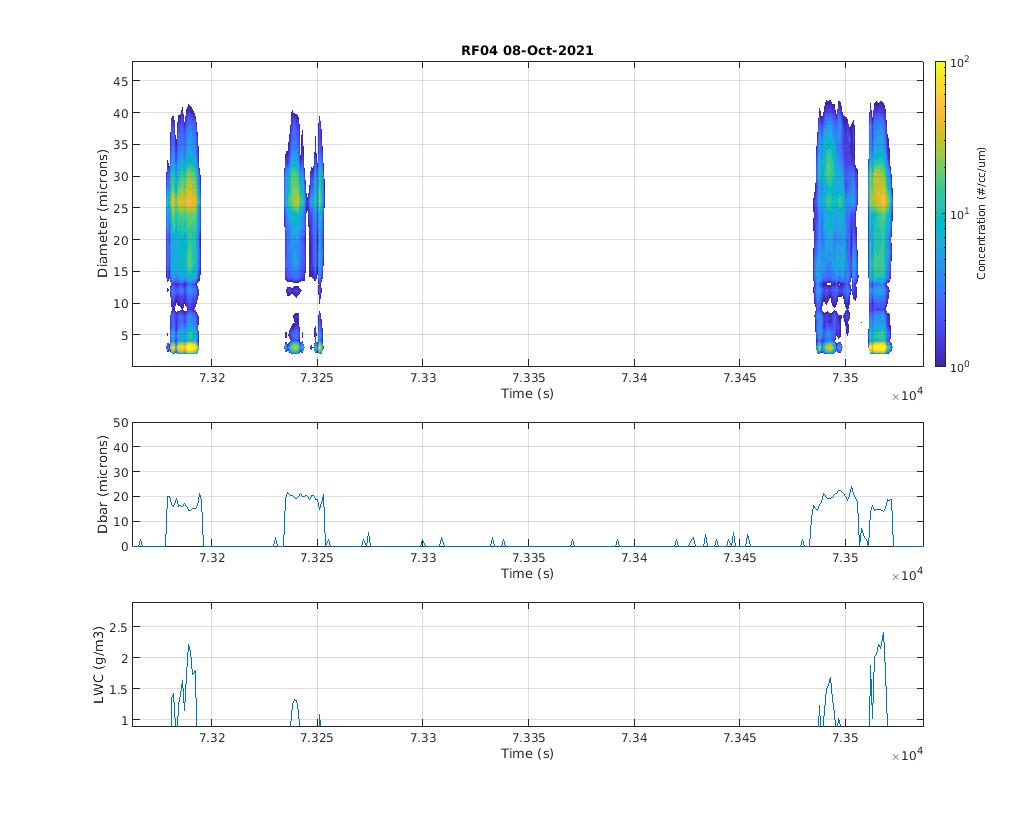 RF04 08-Oct-2021
Diameter (microns)
45
40
35
30
25
20
15
10
5
7.32 7.325 7.33 7.335 7.34 7.345 7.35
×10^4
Time (s)
10^2
10^1
10^0
Concentration (#/cc/um)
Dbar (microns)
50
40
30
20
10
0
7.32 7.325 7.33 7.335 7.34 7.345 7.35
×10^4
Time (s)
LWC (g/m3)
2.5
2
1.5
1
7.32 7.325 7.33 7.335 7.34 7.345 7.35
×10^4
Time (s)